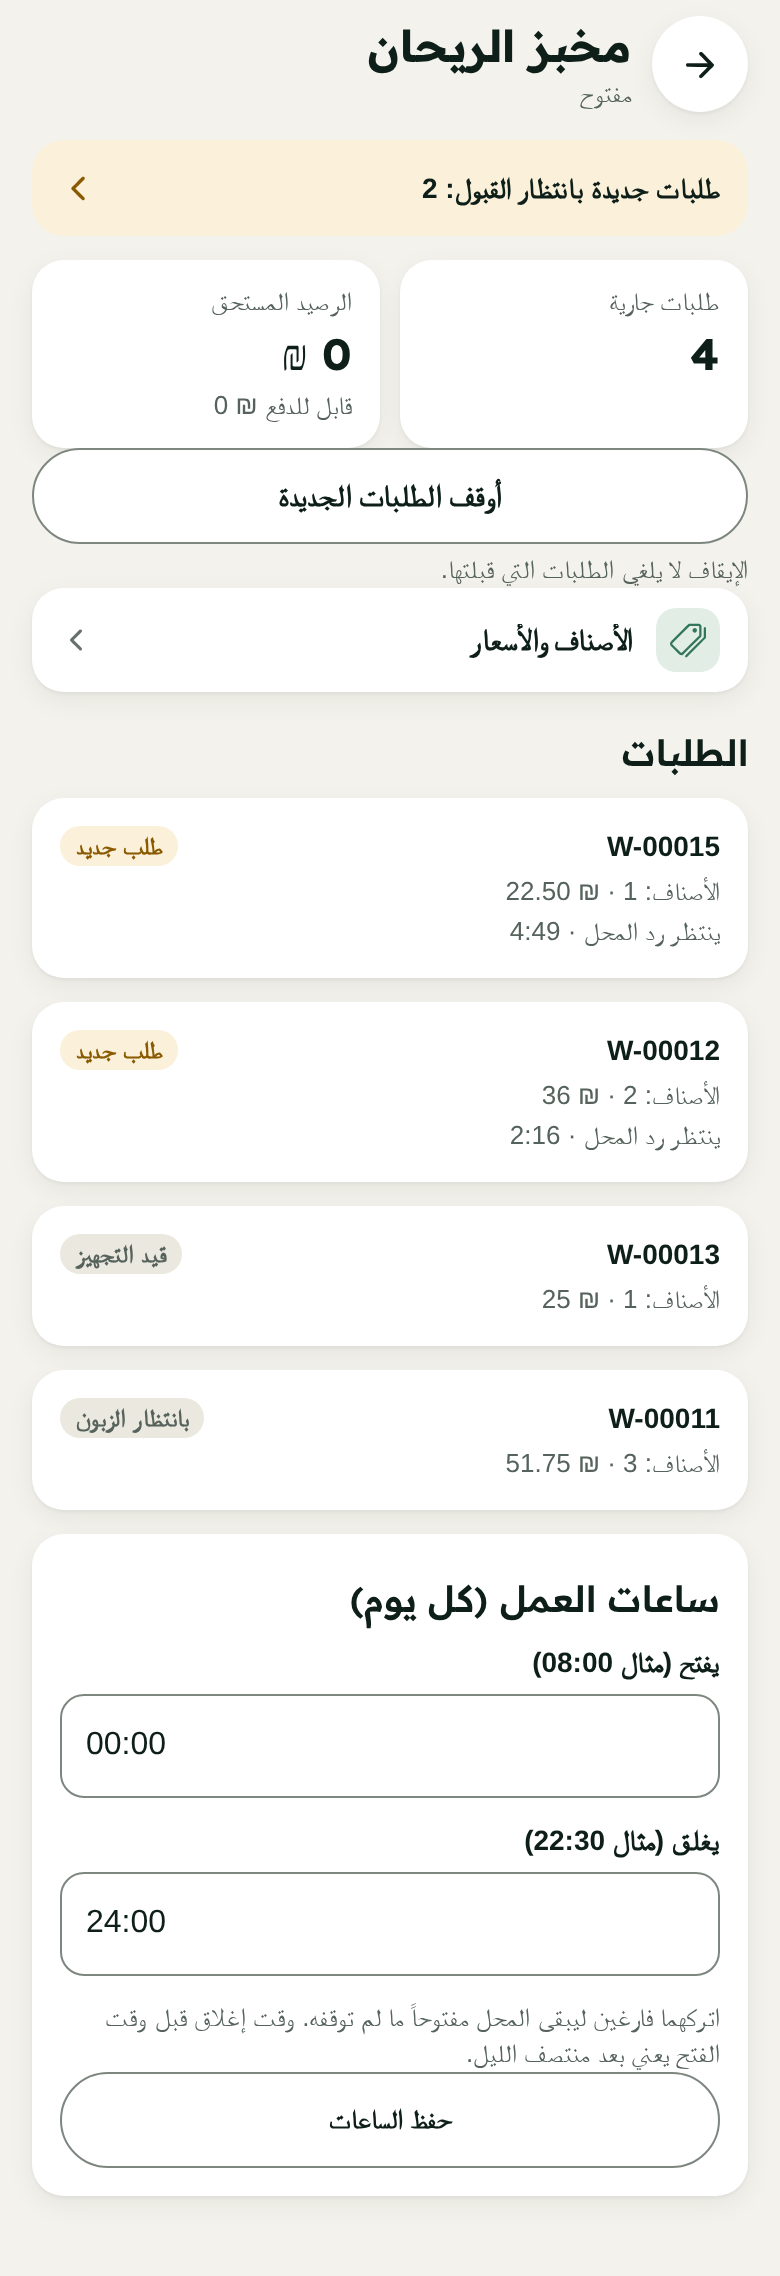 مخبز الريحان
مفتوح
طلبات جديدة بانتظار القبول: 2
طلبات جارية
4
الرصيد المستحق
0 ₪
قابل للدفع ₪ 0
أوقف الطلبات الجديدة
الإيقاف لا يلغي الطلبات التي قبلتها.
الأصناف والأسعار
الطلبات
W-00015
طلب جديد
الأصناف: 1 · ₪ 22.50
ينتظر رد المحل · 4:49
W-00012
طلب جديد
الأصناف: 2 · ₪ 36
ينتظر رد المحل · 2:16
W-00013
قيد التجهيز
الأصناف: 1 · ₪ 25
W-00011
بانتظار الزبون
الأصناف: 3 · ₪ 51.75
ساعات العمل (كل يوم)
يفتح (مثال 08:00)
00:00
يغلق (مثال 22:30)
24:00
اتركهما فارغين ليبقى المحل مفتوحاً ما لم توقفه. وقت إغلاق قبل وقت
الفتح يعني بعد منتصف الليل.
حفظ الساعات